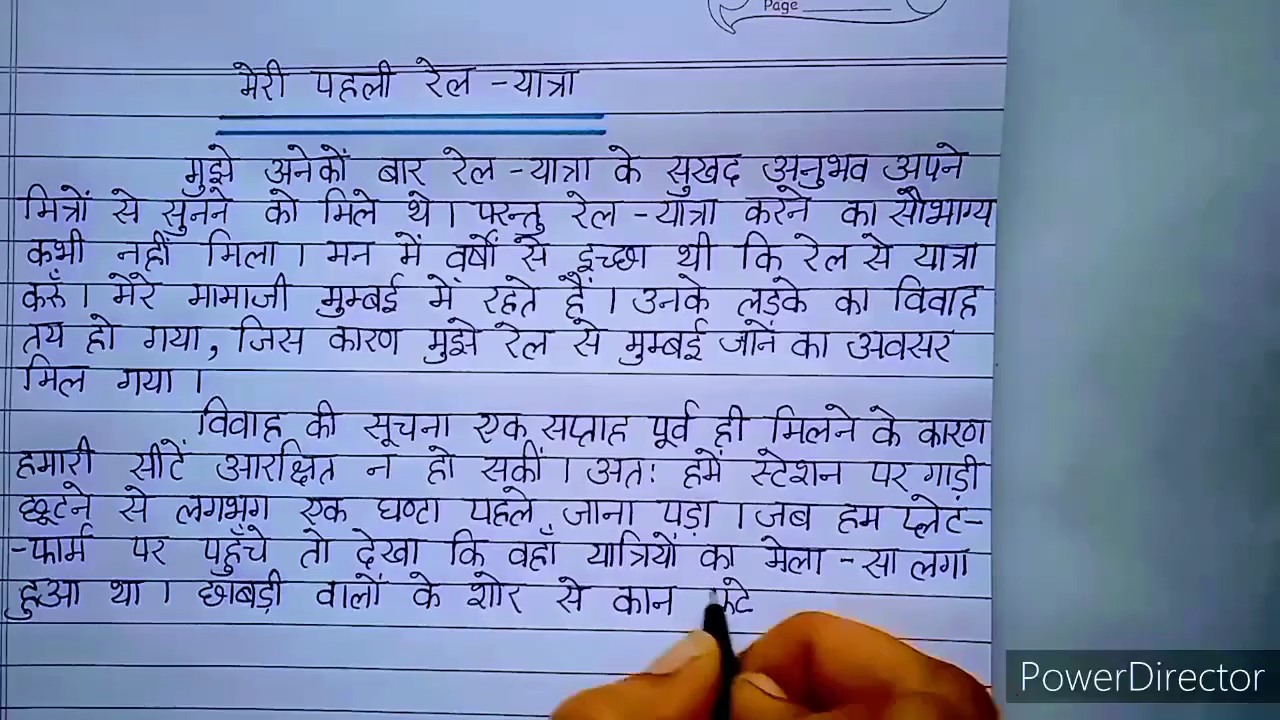 Page
मेरी पहली रेल -यात्रा
मुझे अनेकों बार रेल -यात्रा के सुखद अनुभव अपने
मित्रों से सुनने को मिले थे। परन्तु रेल -यात्रा करने का सौभाग्य
कभी नहीं मिला। मन में वर्षों से इच्छा थी कि रेल से यात्रा
करुँ। मेरे मामाजी मुम्बई में रहते हैं। उनके लड़के का विवाह
तय हो गया, जिस कारण मुझे रेल से मुम्बई जाने का अवसर
मिल गया।
विवाह की सूचना एक सप्ताह पूर्व ही मिलने के कारण
हमारी सीटें आरक्षित न हो सकीं। अतः हमें स्टेशन पर गाड़ी
छूटने से लगभग एक घण्टा पहले जाना पड़ा। जब हम प्लेट-
-फार्म पर पहुँचे तो देखा कि वहाँ यात्रियों का मेला -सा लगा
हुआ था। छाबड़ी वालों के शोर से कान फटे
PowerDirector